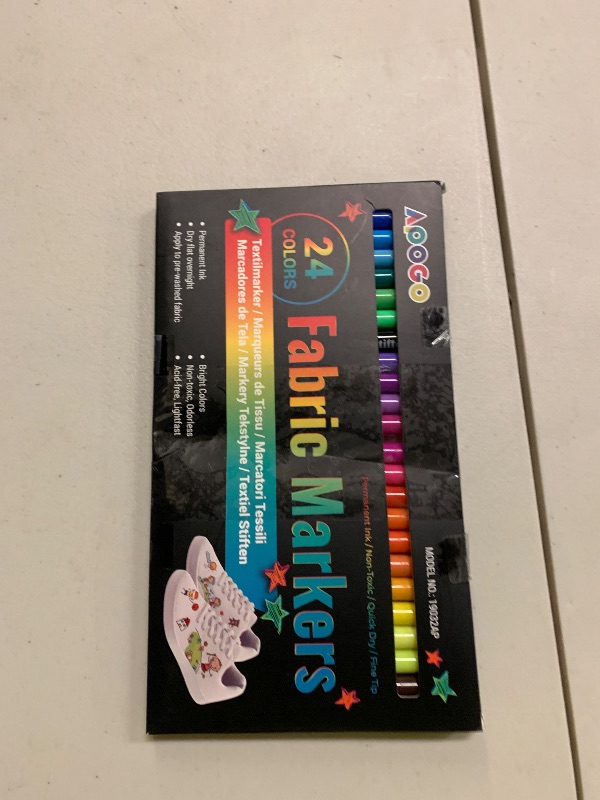 APOGO
MODEL NO.: 19032AP
Permanent Ink / Non-Toxic / Quick Dry / Fine Tip
24
COLORS
Fabric Markers
Textilmarker / Marqueurs de Tissu / Marcatori Tessili
Marcadores de Tela / Markery Tekstylne / Textiel Stiften
• Permanent Ink
• Dry flat overnight
• Apply to pre-washed fabric
• Bright Colors
• Non-toxic, Odorless
• Acid-free, Lightfast